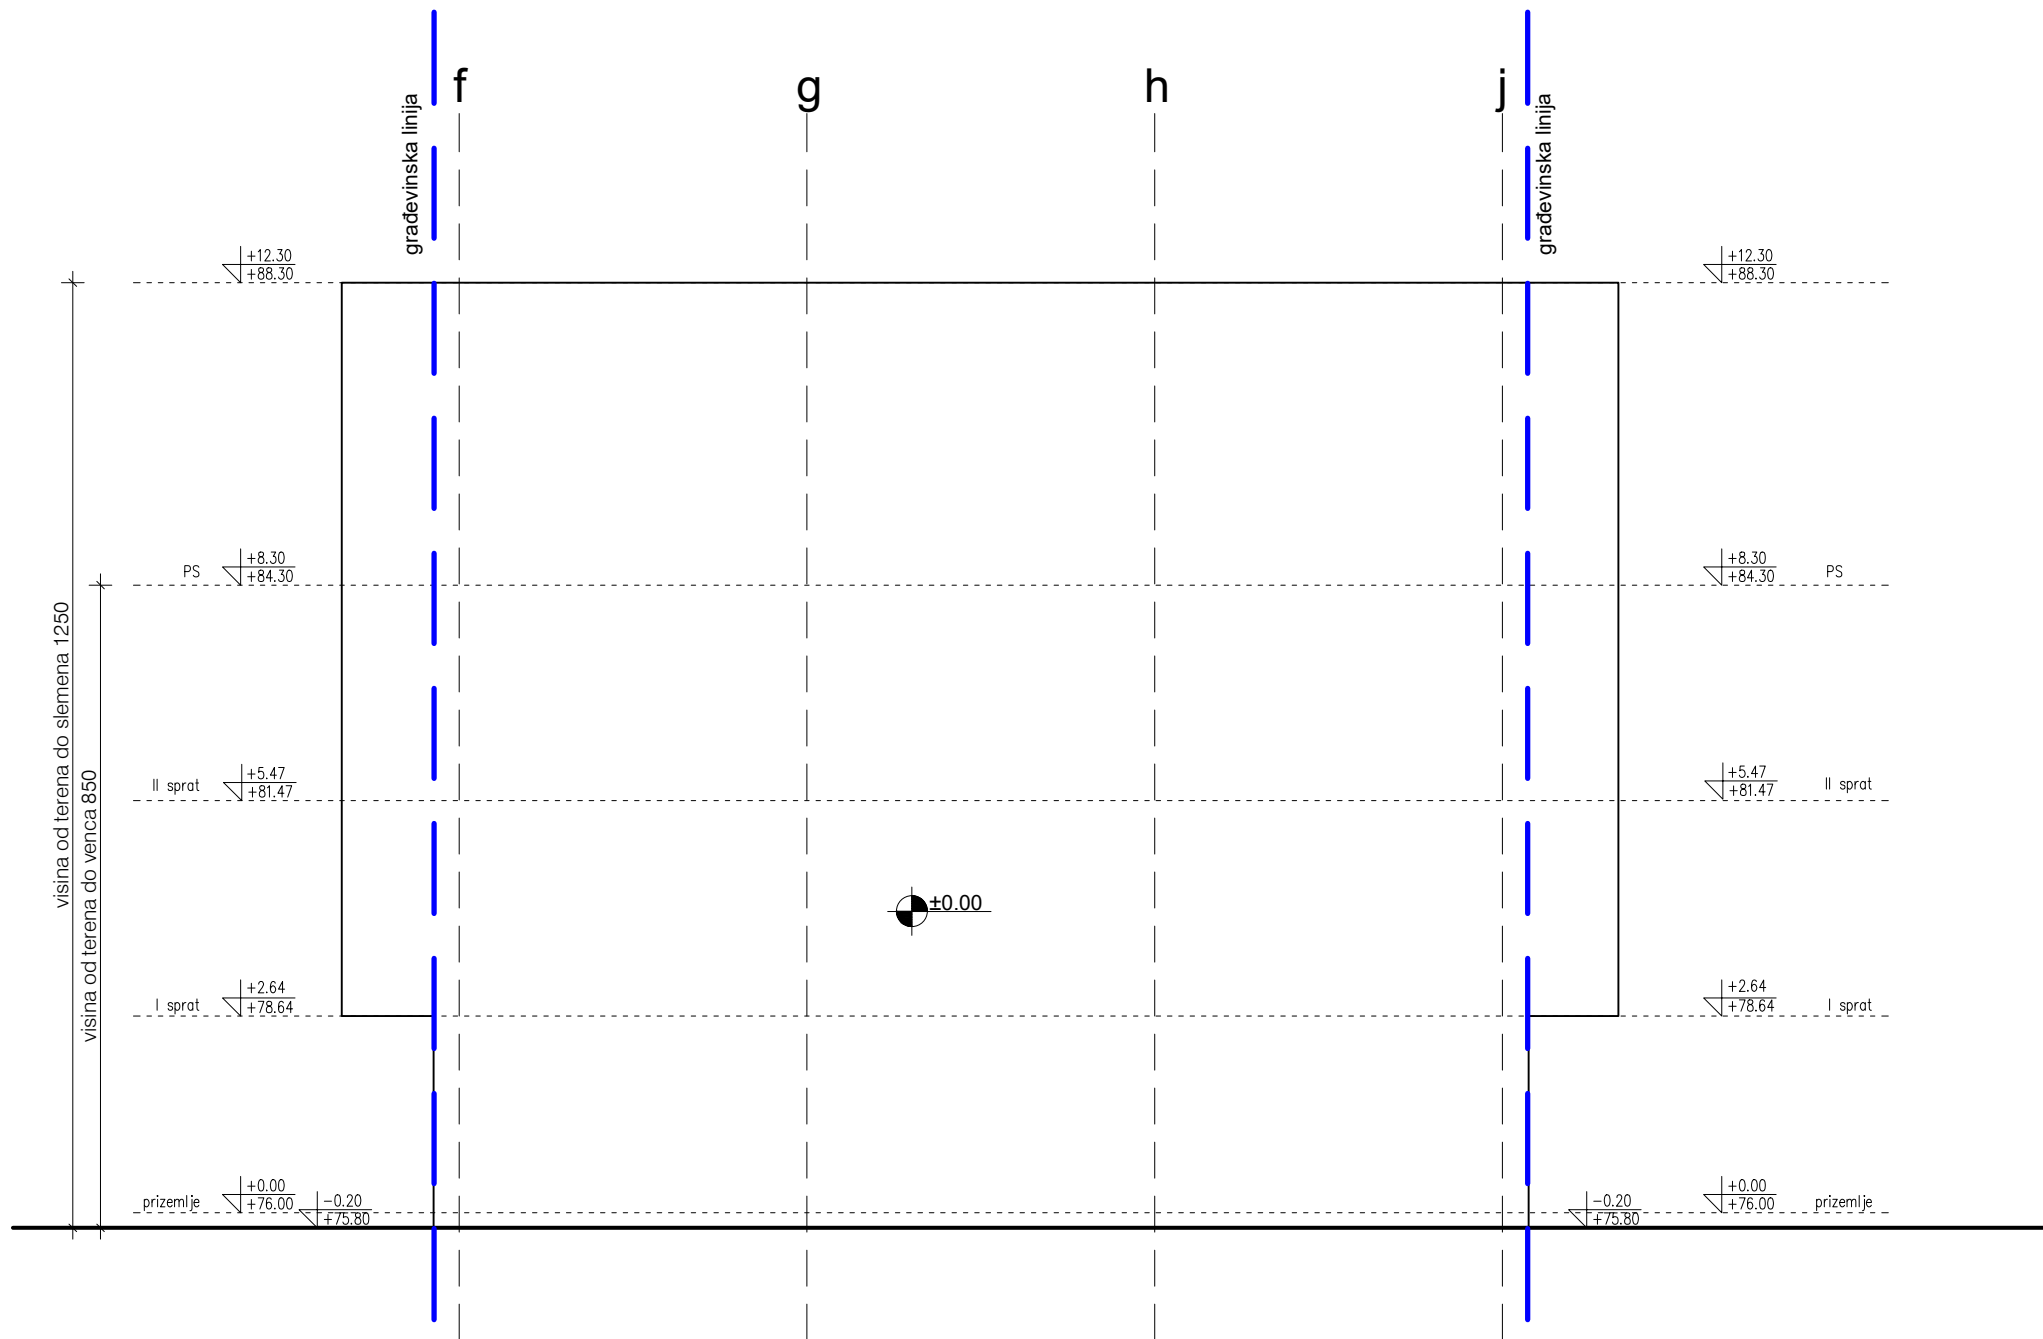 f
g
h
j
građevinska linija
građevinska linija
+12.30
+88.30
+12.30
+88.30
PS
+8.30
+84.30
+8.30
+84.30
PS
visina od terena do slemena 1250
visina od terena do venca 850
II sprat
+5.47
+81.47
+5.47
+81.47
II sprat
±0.00
I sprat
+2.64
+78.64
+2.64
+78.64
I sprat
prizemlje
+0.00
+76.00
-0.20
+75.80
-0.20
+75.80
+0.00
+76.00
prizemlje